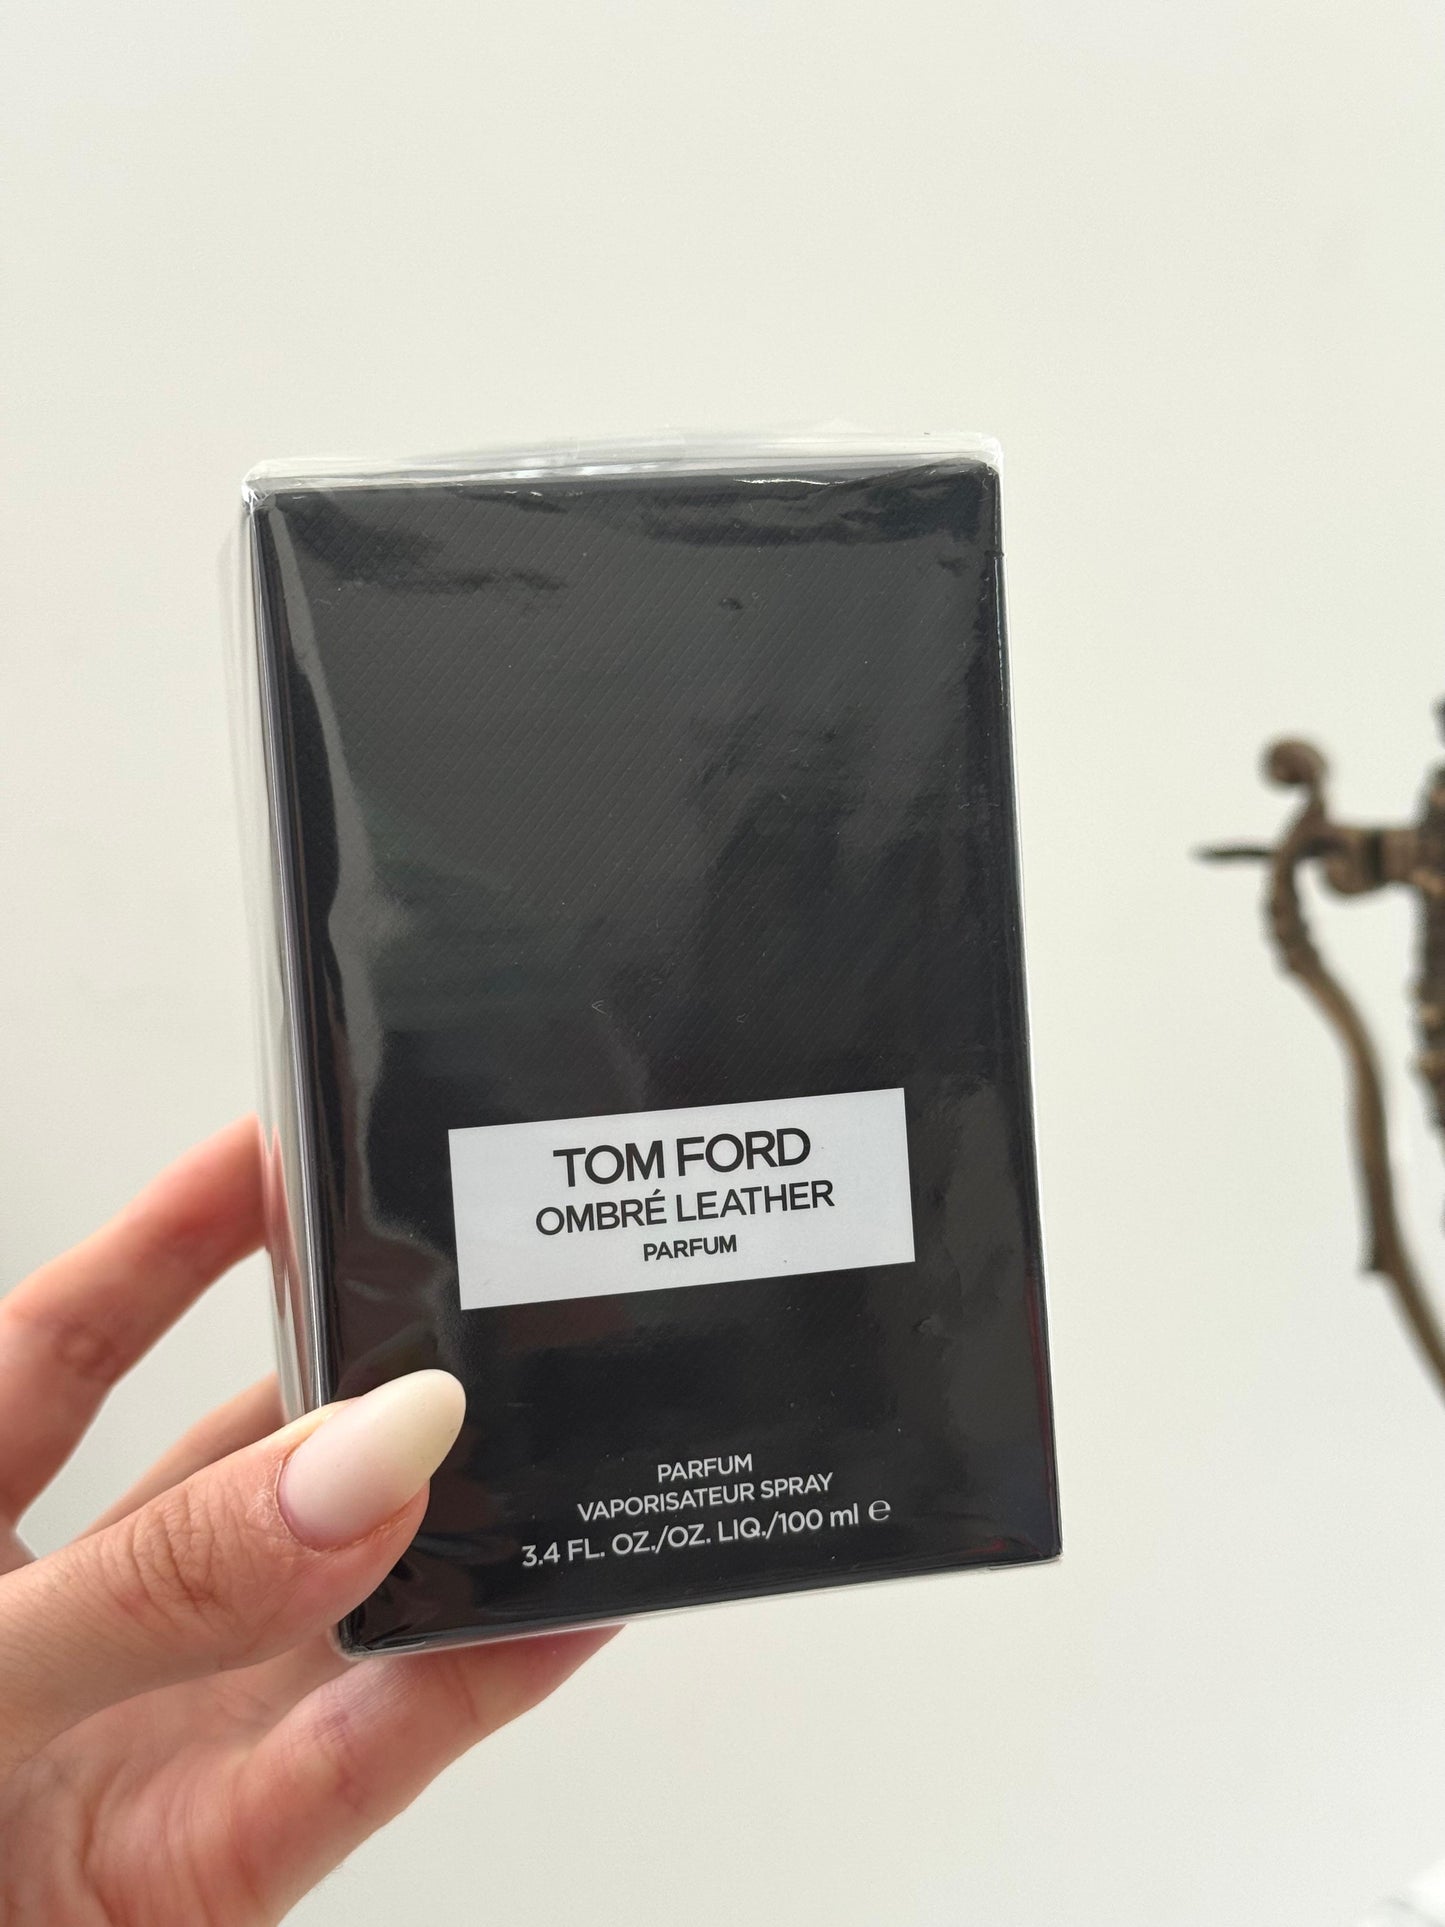 TOM FORD
OMBRÉ LEATHER
PARFUM
PARFUM
VAPORISATEUR SPRAY
3.4 FL. OZ./OZ. LIQ./100 ml ℮